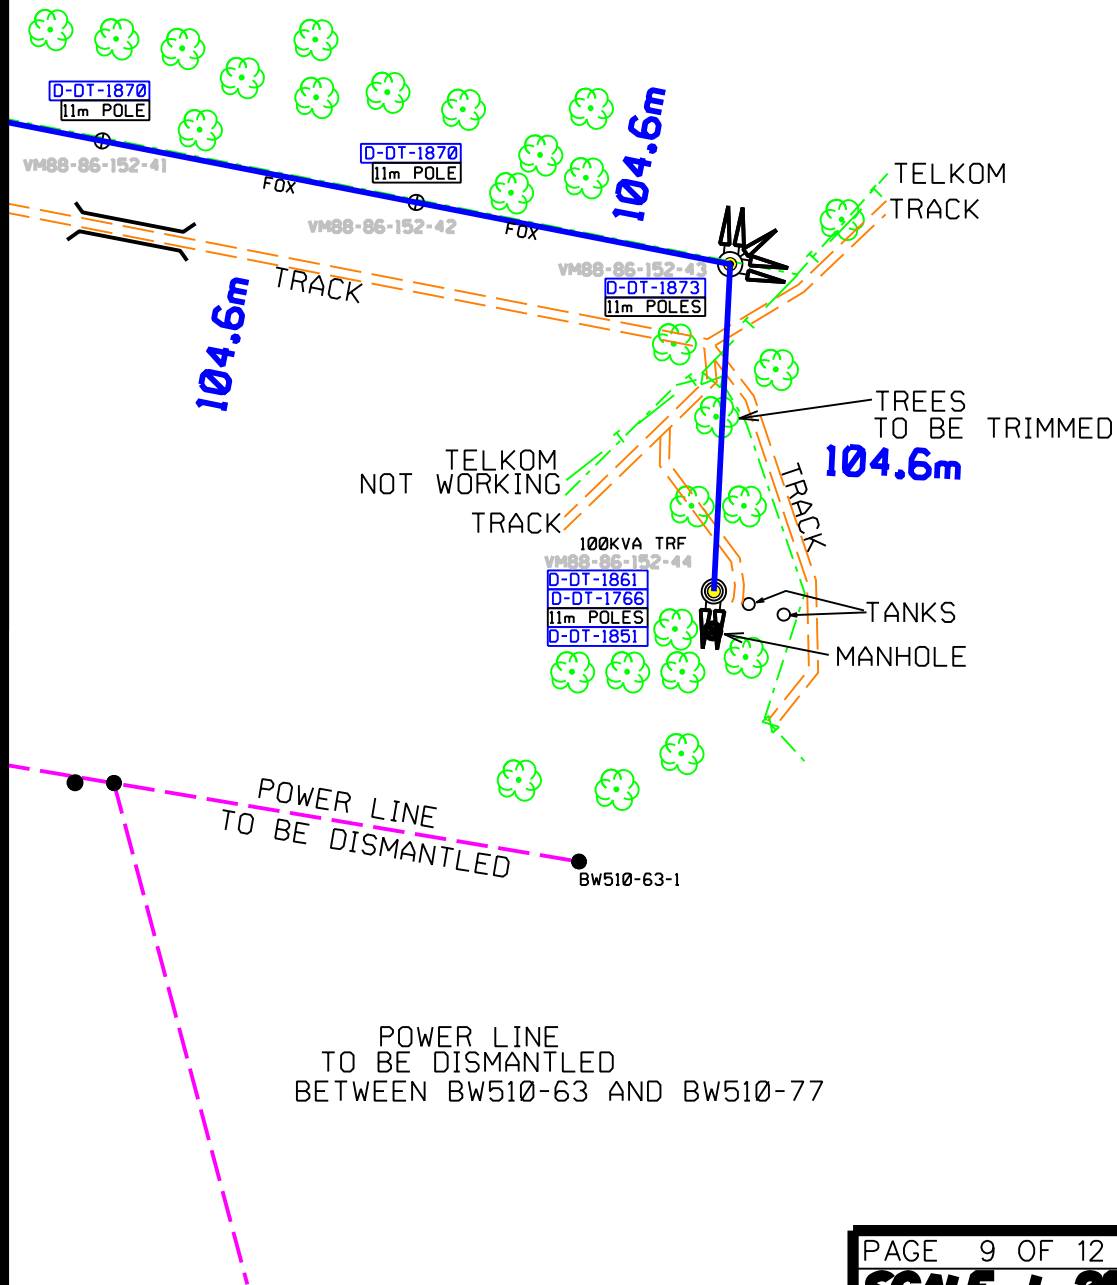 D-DT-1870
11m POLE
VM88-86-152-41
FOX
D-DT-1870
11m POLE
VM88-86-152-42
FOX
104.6m
TELKOM
TRACK
VM88-86-152-43
D-DT-1873
11m POLES
TRACK
104.6m
TREES
TO BE TRIMMED
104.6m
TELKOM
NOT WORKING
TRACK
TRACK
100KVA TRF
VM88-86-152-44
D-DT-1861
D-DT-1766
11m POLES
D-DT-1851
TANKS
MANHOLE
POWER LINE
TO BE DISMANTLED
BW510-63-1
POWER LINE
TO BE DISMANTLED
BETWEEN BW510-63 AND BW510-77
PAGE 9 OF 12